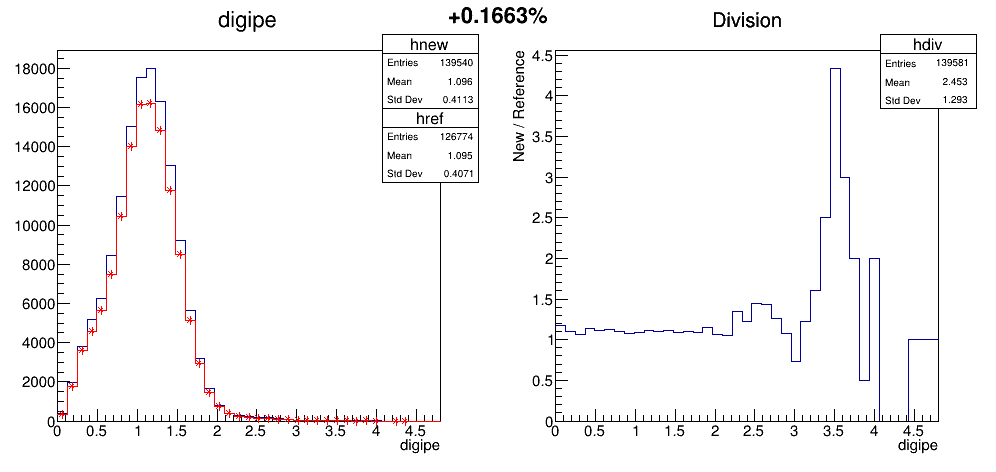 digipe
+0.1663%
Division
hnew
Entries 139540
Mean 1.096
Std Dev 0.4113
href
Entries 126774
Mean 1.095
Std Dev 0.4071
18000
16000
14000
12000
10000
8000
6000
4000
2000
0
0 0.5 1 1.5 2 2.5 3 3.5 4 4.5
digipe
hdiv
Entries 139581
Mean 2.453
Std Dev 1.293
New / Reference
4.5
4
3.5
3
2.5
2
1.5
1
0.5
0
0 0.5 1 1.5 2 2.5 3 3.5 4 4.5
digipe